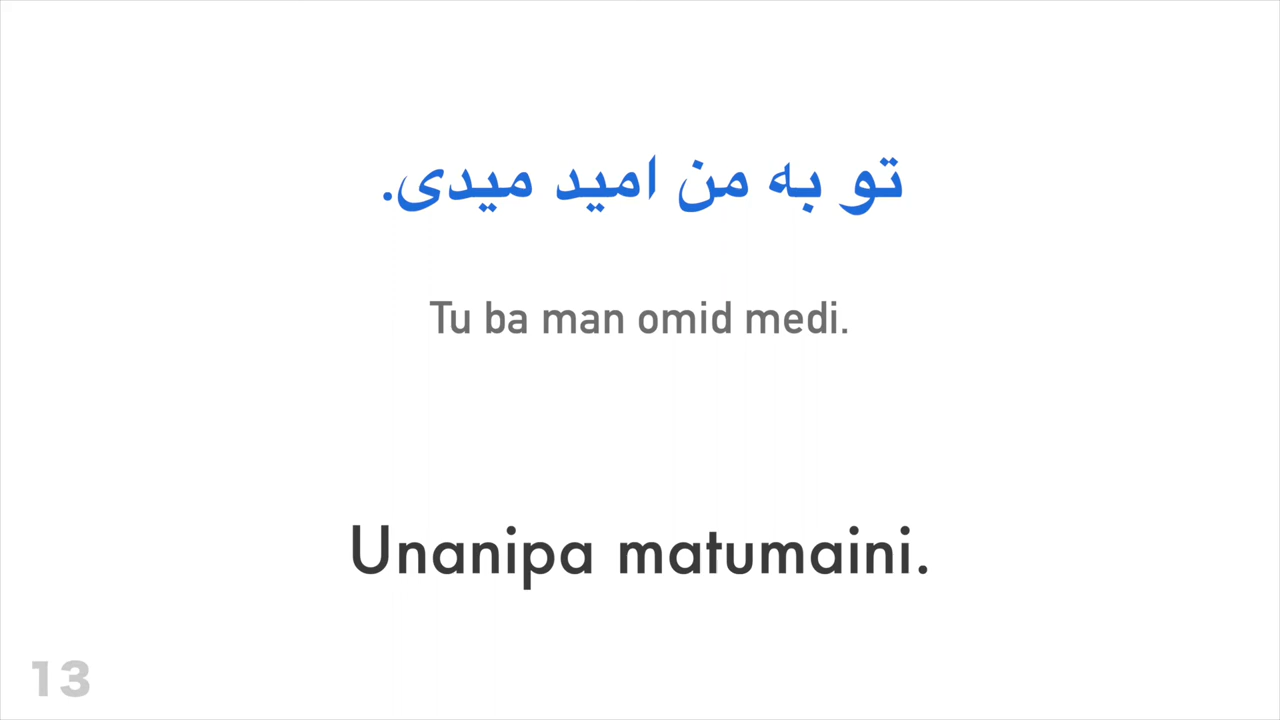 تو به من امید میدی.
Tu ba man omid medi.
Unanipa matumaini.
13